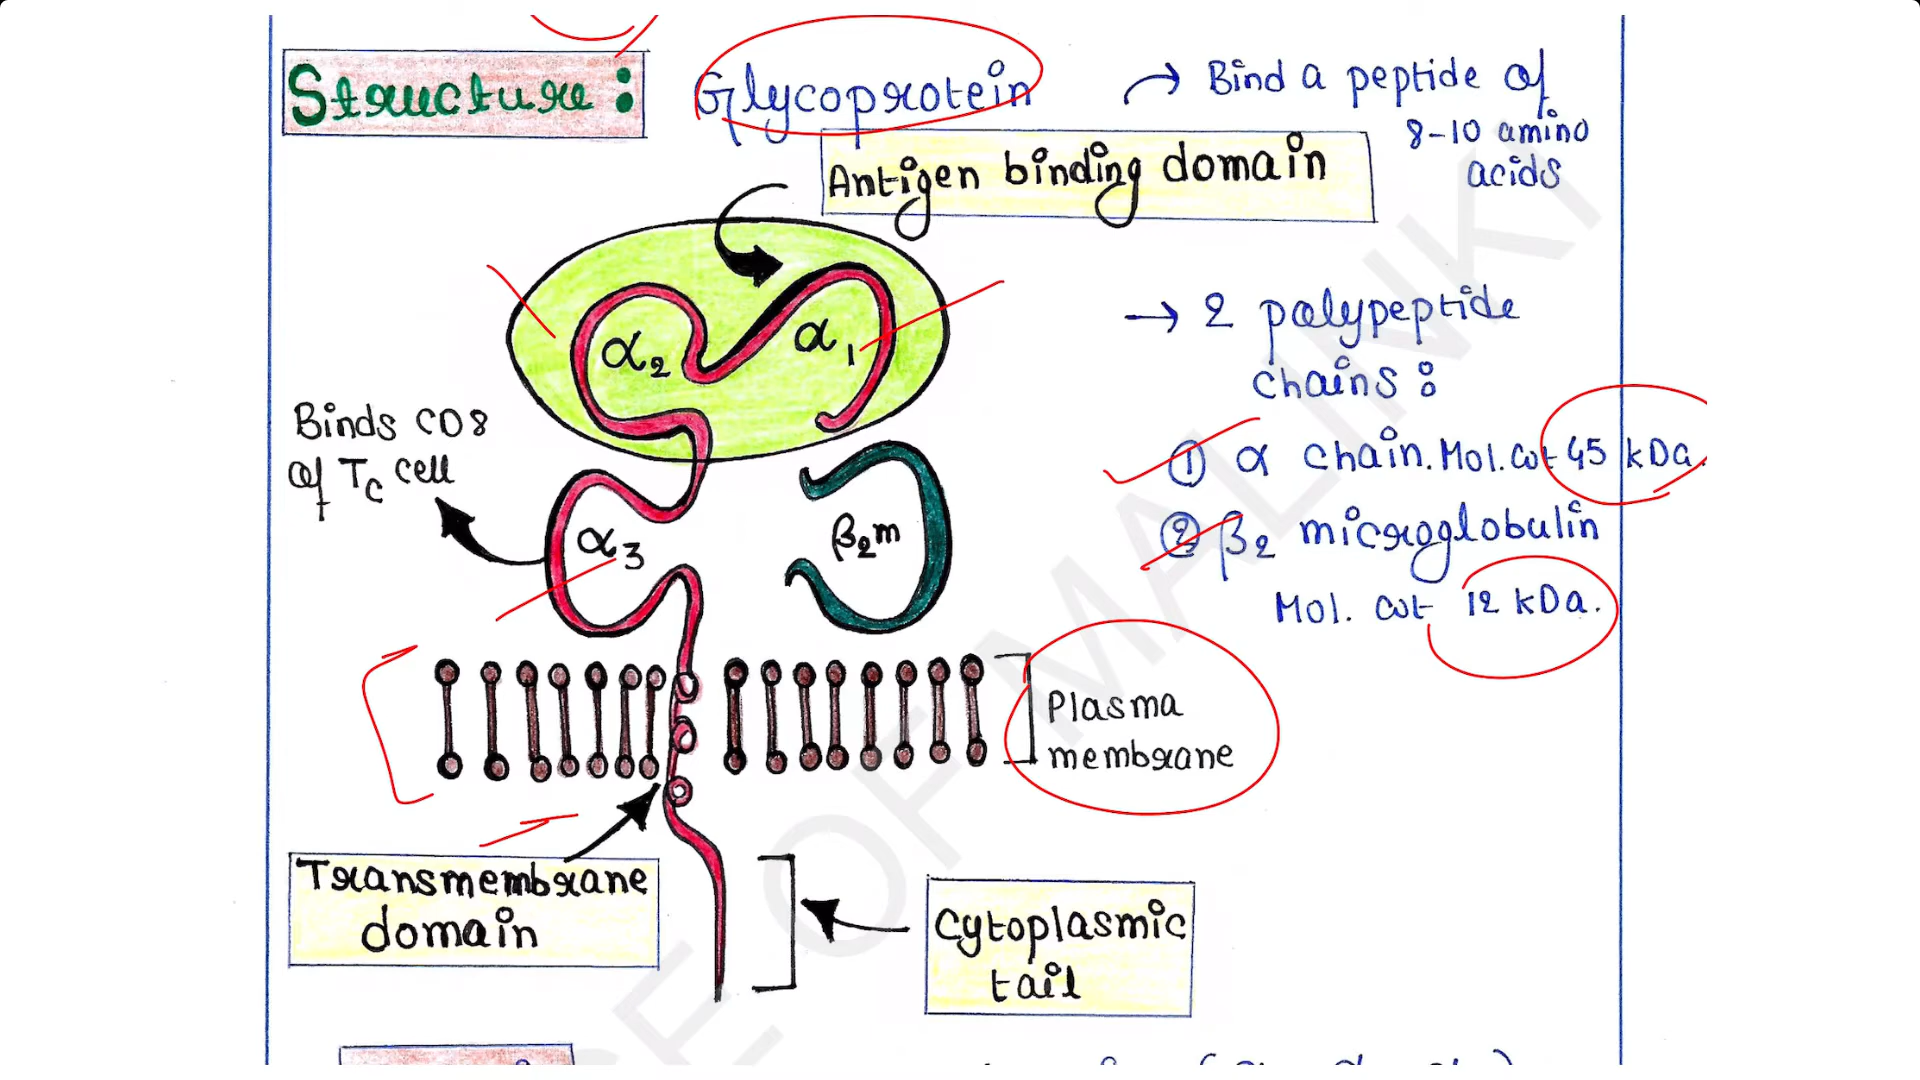 Structure:
Glycoprotein
→ Bind a peptide of
8-10 amino
acids
Antigen binding domain
α2
α1
→ 2 polypeptide
chains:
① α chain. Mol. wt 45 kDa.
② β2 microglobulin
Mol. wt 12 kDa.
Binds CD8
of Tc cell
α3
β2m
Plasma
membrane
Transmembrane
domain
Cytoplasmic
tail
OF MALINKI